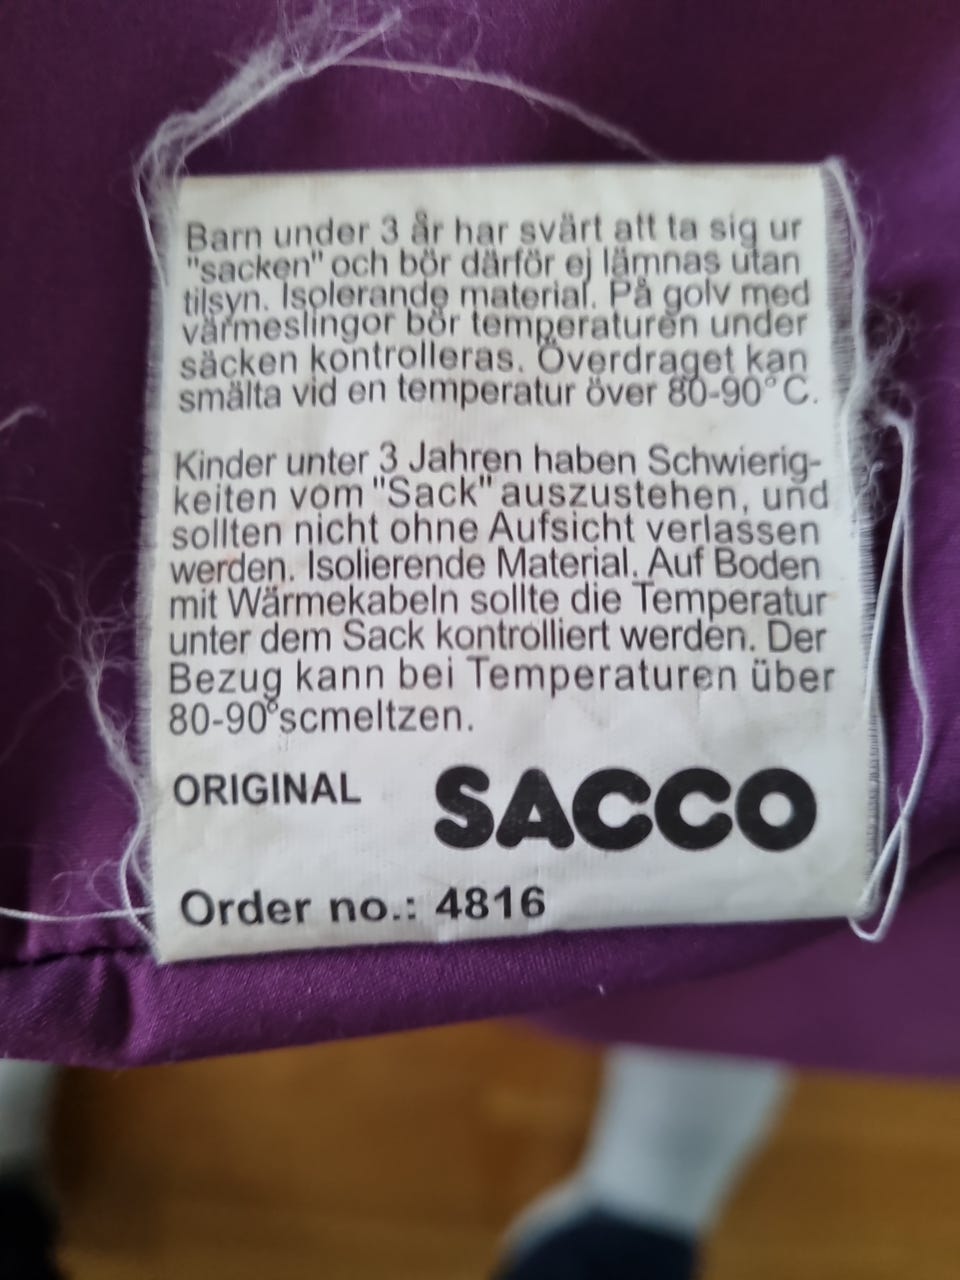 Barn under 3 år har svårt att ta sig ur
"sacken" och bör därför ej lämnas utan
tilsyn. Isolerande material. På golv med
värmeslingor bör temperaturen under
säcken kontrolleras. Överdraget kan
smälta vid en temperatur över 80-90°C.
Kinder unter 3 Jahren haben Schwierig-
keiten vom "Sack" auszustehen, und
sollten nicht ohne Aufsicht verlassen
werden. Isolierende Material. Auf Boden
mit Wärmekabeln sollte die Temperatur
unter dem Sack kontrolliert werden. Der
Bezug kann bei Temperaturen über
80-90°scmeltzen.
ORIGINAL SACCO
Order no.: 4816